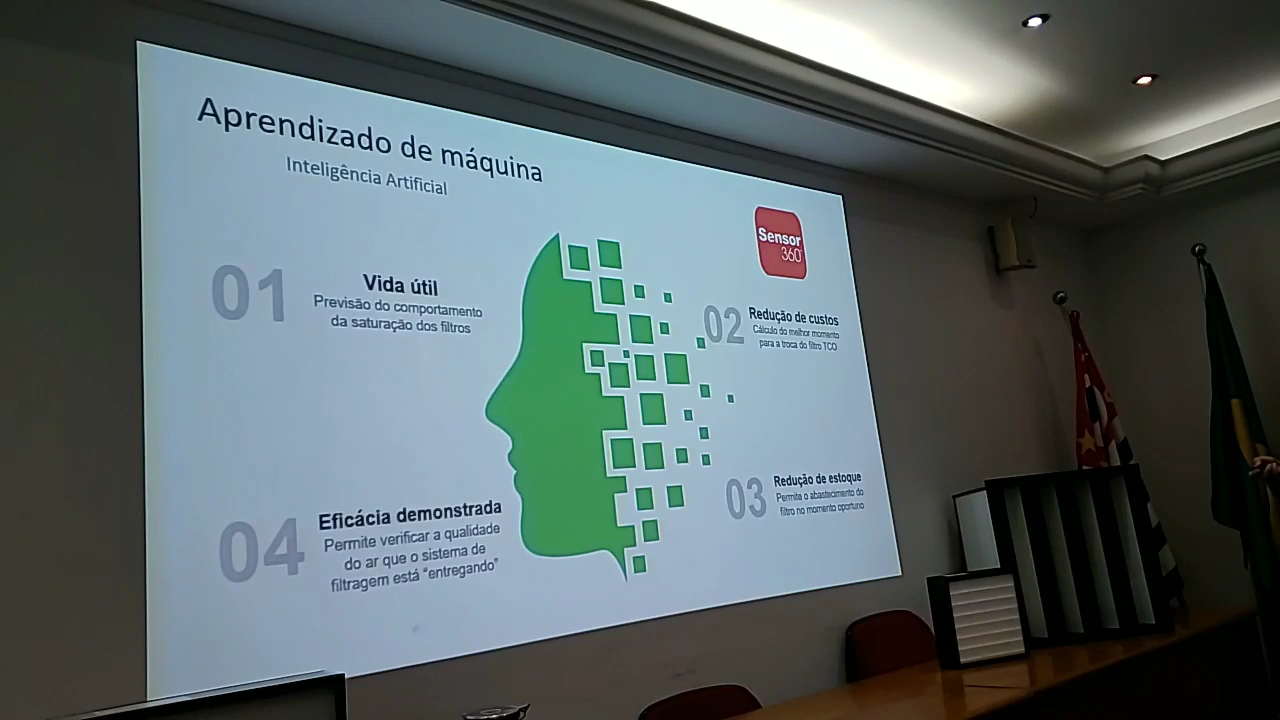 Aprendizado de máquina
Inteligência Artificial
Sensor
360°
01
Vida útil
Previsão do comportamento
da saturação dos filtros
02
Redução de custos
Cálculo do melhor momento
para a troca do filtro TCO
03
Redução de estoque
Permite o abastecimento do
filtro no momento oportuno
04
Eficácia demonstrada
Permite verificar a qualidade
do ar que o sistema de
filtragem está “entregando”